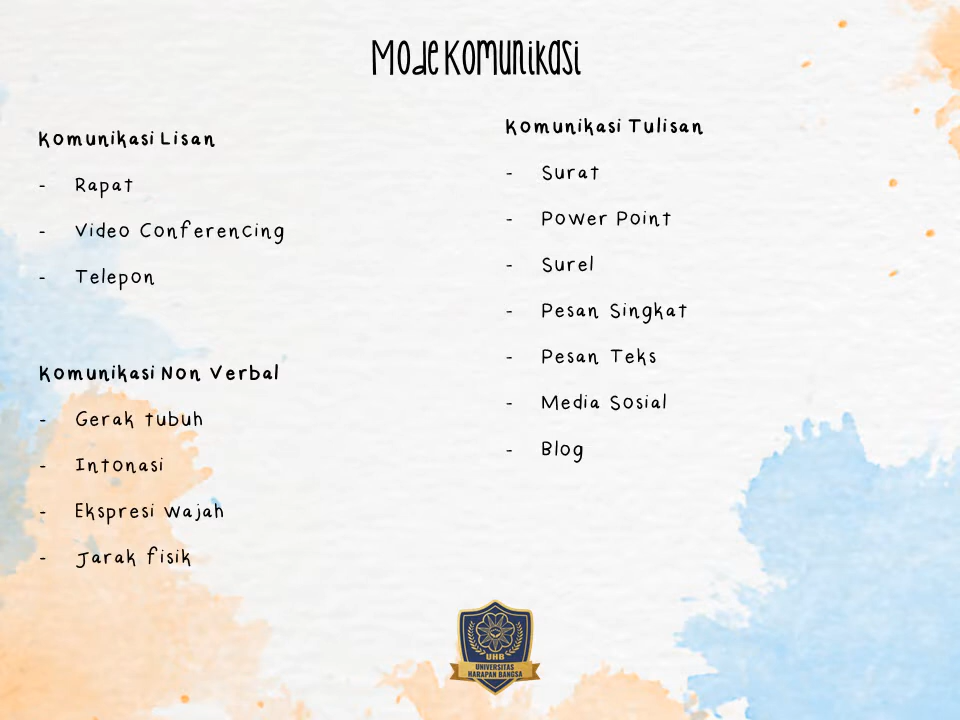 Mode Komunikasi
Komunikasi Lisan
- Rapat
- Video Conferencing
- Telepon
Komunikasi Non Verbal
- Gerak tubuh
- Intonasi
- Ekspresi wajah
- Jarak fisik
Komunikasi Tulisan
- Surat
- Power Point
- Surel
- Pesan Singkat
- Pesan Teks
- Media Sosial
- Blog
UHB
UNIVERSITAS
HARAPAN BANGSA